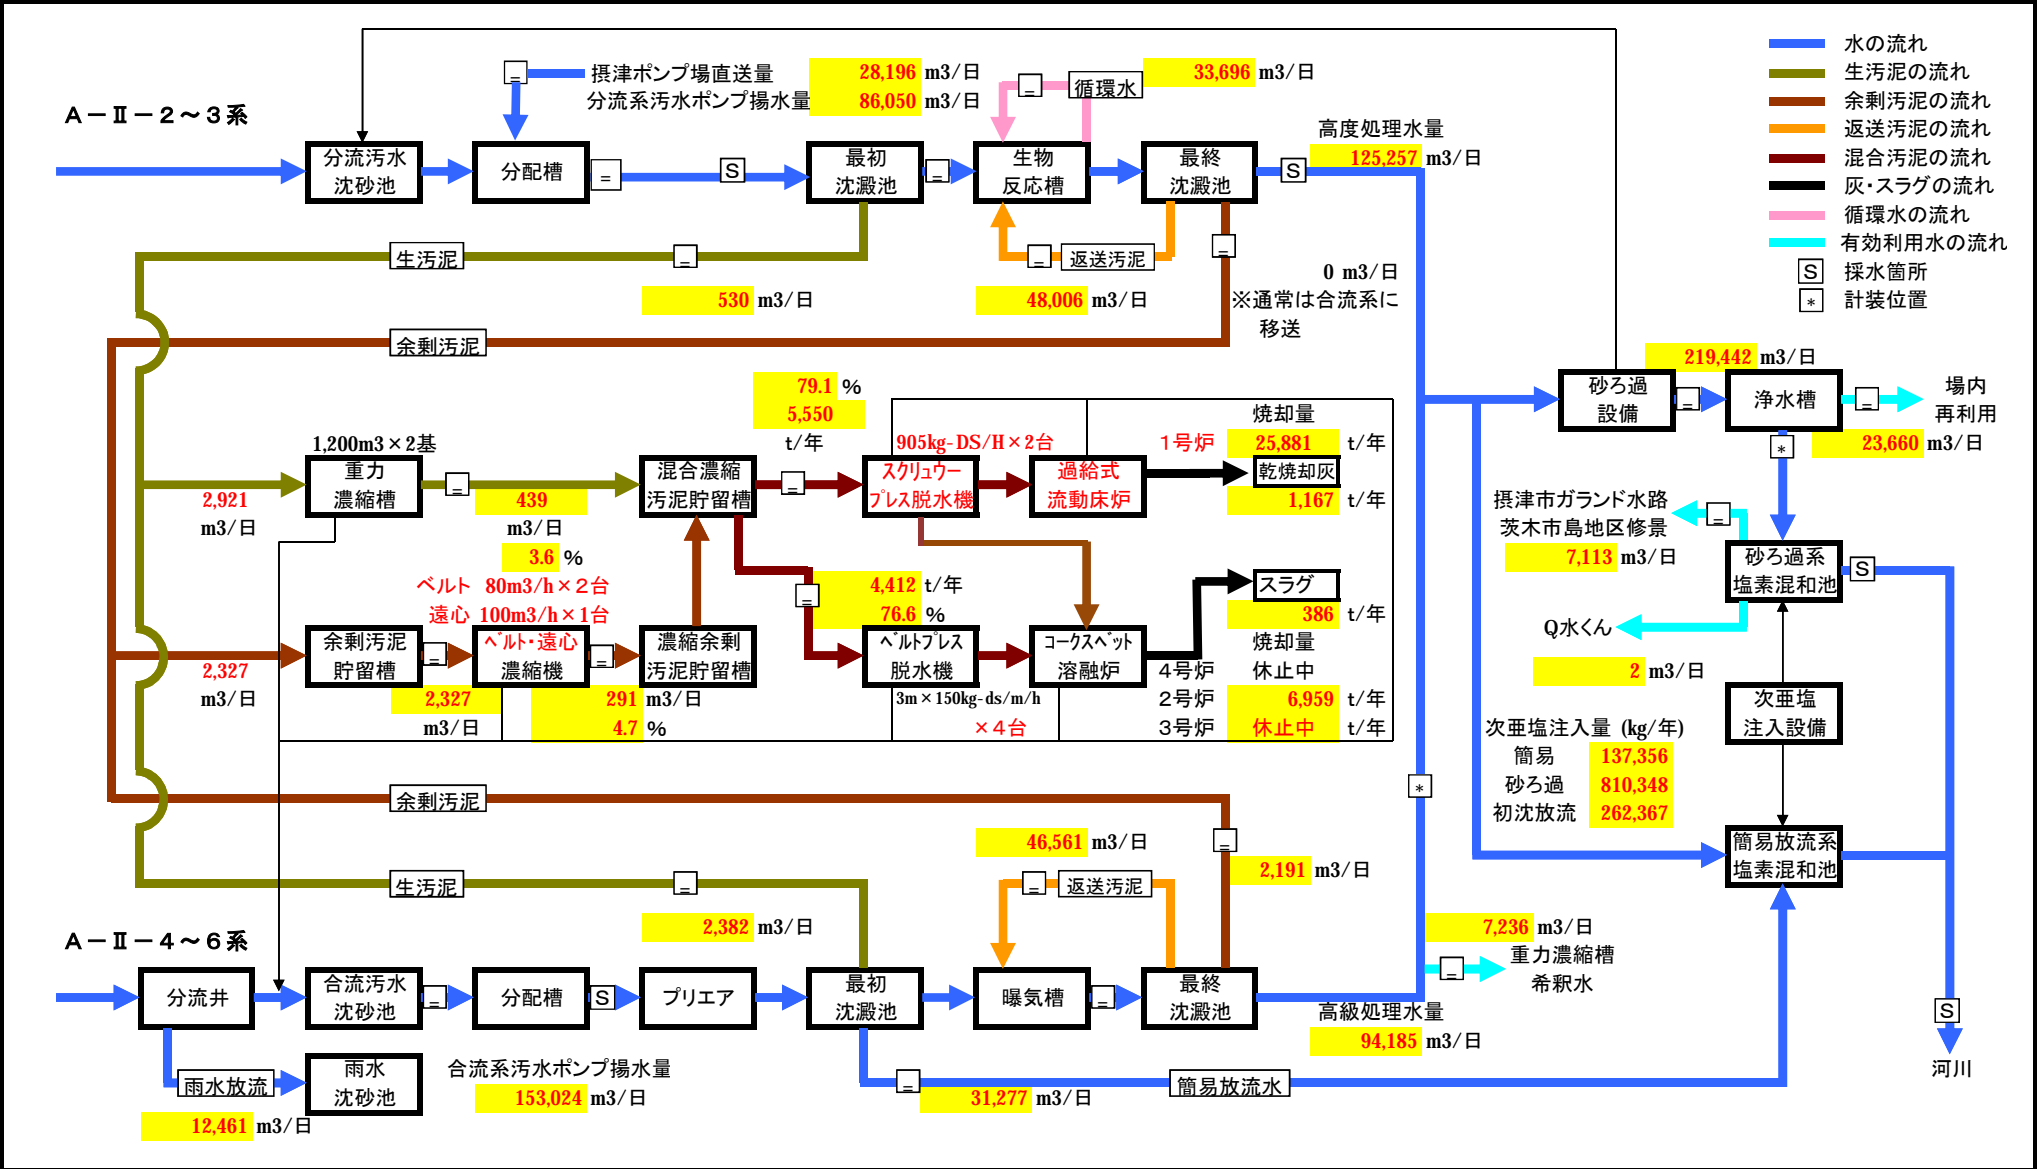 A－Ⅱ－2～3系
摂津ポンプ場直送量 28,196 m3/日
分流系汚水ポンプ揚水量 86,050 m3/日
循環水 33,696 m3/日
分流汚水
沈砂池
分配槽
=
S
最初
沈澱池
生物
反応槽
最終
沈澱池
高度処理水量
125,257 m3/日
水の流れ
生汚泥の流れ
余剰汚泥の流れ
返送汚泥の流れ
混合汚泥の流れ
灰・スラグの流れ
循環水の流れ
有効利用水の流れ
S 採水箇所
* 計装位置
生汚泥
530 m3/日
返送汚泥
48,006 m3/日
0 m3/日
※通常は合流系に
移送
余剰汚泥
219,442 m3/日
砂ろ過
設備
浄水槽
場内
再利用
23,660 m3/日
79.1 %
5,550
t/年
1,200m3×2基
重力
濃縮槽
2,921
m3/日
439
m3/日
3.6 %
混合濃縮
汚泥貯留槽
905kg-DS/H×2台
スクリュウー
プレス脱水機
過給式
流動床炉
焼却量
1号炉 25,881 t/年
乾焼却灰
1,167 t/年
摂津市ガランド水路
茨木市島地区修景
7,113 m3/日
砂ろ過系
塩素混和池
S
ベルト 80m3/h×2台
遠心 100m3/h×1台
余剰汚泥
貯留槽
2,327
m3/日
2,327
m3/日
ベルト・遠心
濃縮機
291 m3/日
4.7 %
濃縮余剰
汚泥貯留槽
4,412 t/年
76.6 %
ベルトプレス
脱水機
3m×150kg-ds/m/h
×4台
コークスベット
溶融炉
スラグ
386 t/年
焼却量
4号炉 休止中
2号炉 6,959 t/年
3号炉 休止中 t/年
Q水くん
2 m3/日
次亜塩
注入設備
次亜塩注入量 (kg/年)
簡易 137,356
砂ろ過 810,348
初沈放流 262,367
簡易放流系
塩素混和池
余剰汚泥
2,191 m3/日
46,561 m3/日
返送汚泥
生汚泥
2,382 m3/日
7,236 m3/日
重力濃縮槽
希釈水
A－Ⅱ－4～6系
分流井
合流汚水
沈砂池
分配槽
S
プリエア
最初
沈澱池
曝気槽
最終
沈澱池
高級処理水量
94,185 m3/日
S
河川
雨水放流
雨水
沈砂池
12,461 m3/日
合流系汚水ポンプ揚水量
153,024 m3/日
31,277 m3/日
簡易放流水